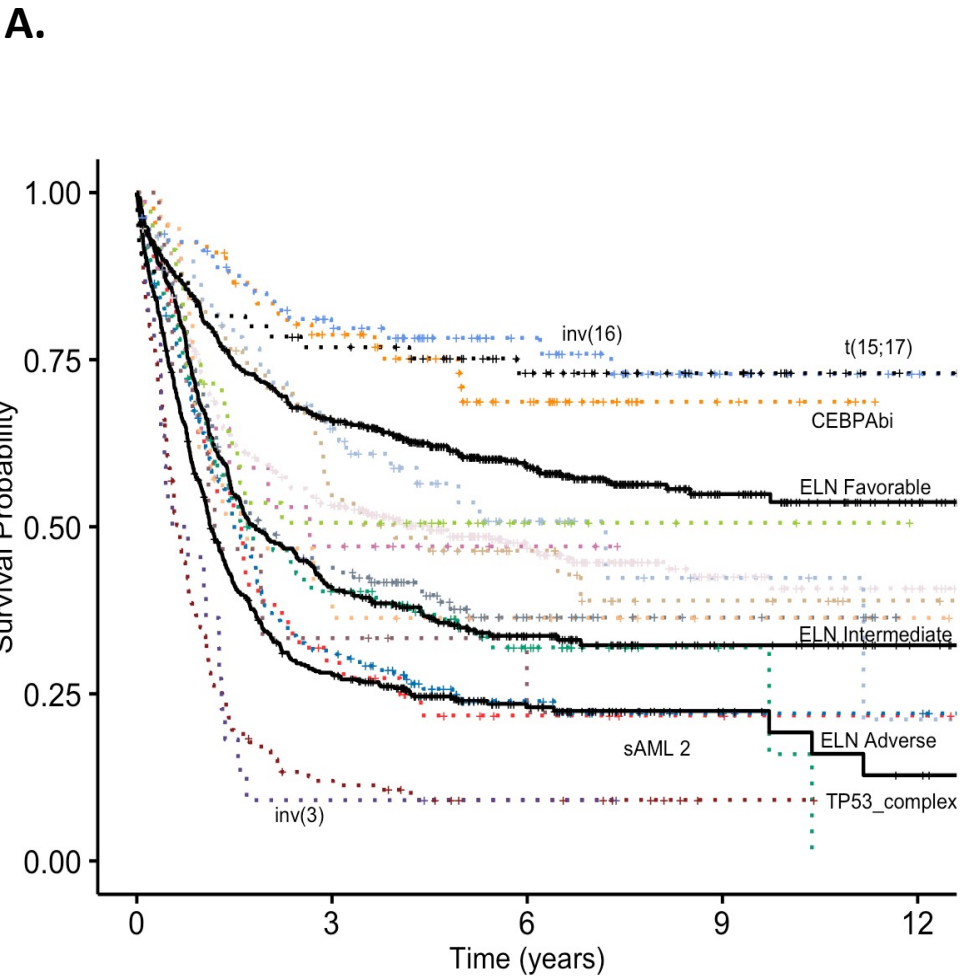 A.
1.00
0.75
0.50
0.25
0.00
Survival Probability
inv(16)
t(15;17)
CEBPAbi
ELN Favorable
ELN Intermediate
ELN Adverse
sAML 2
TP53_complex
inv(3)
0 3 6 9 12
Time (years)